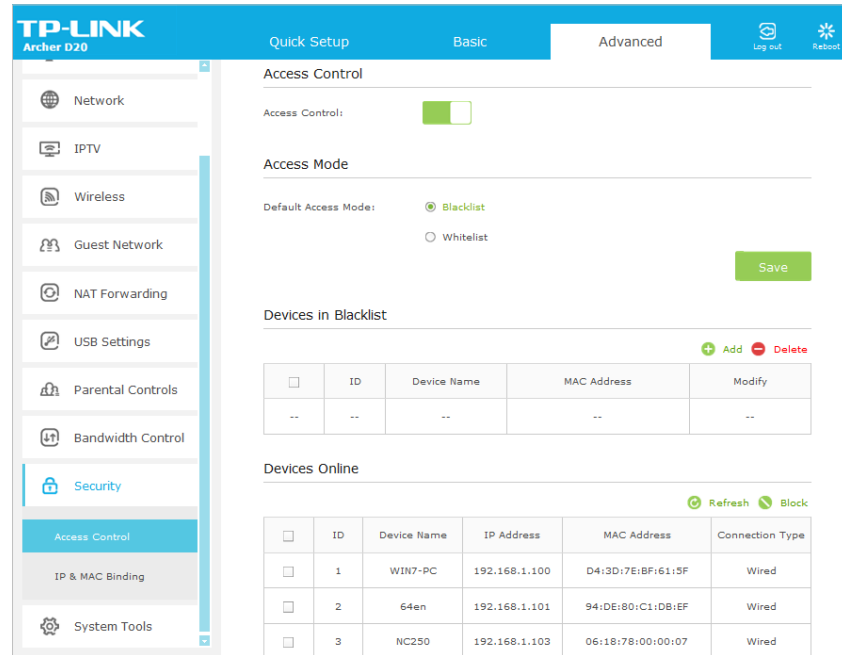 TP-LINK
Archer D20
Quick Setup
Basic
Advanced
Log out
Reboot
Network
IPTV
Wireless
Guest Network
NAT Forwarding
USB Settings
Parental Controls
Bandwidth Control
Security
Access Control
IP & MAC Binding
System Tools
Access Control
Access Control:
Access Mode
Default Access Mode: Blacklist
Whitelist
Save
Devices in Blacklist
Add Delete
ID Device Name MAC Address Modify
-- -- -- -- --
Devices Online
Refresh Block
ID Device Name IP Address MAC Address Connection Type
1 WIN7-PC 192.168.1.100 D4:3D:7E:BF:61:5F Wired
2 64en 192.168.1.101 94:DE:80:C1:DB:EF Wired
3 NC250 192.168.1.103 06:18:78:00:00:07 Wired